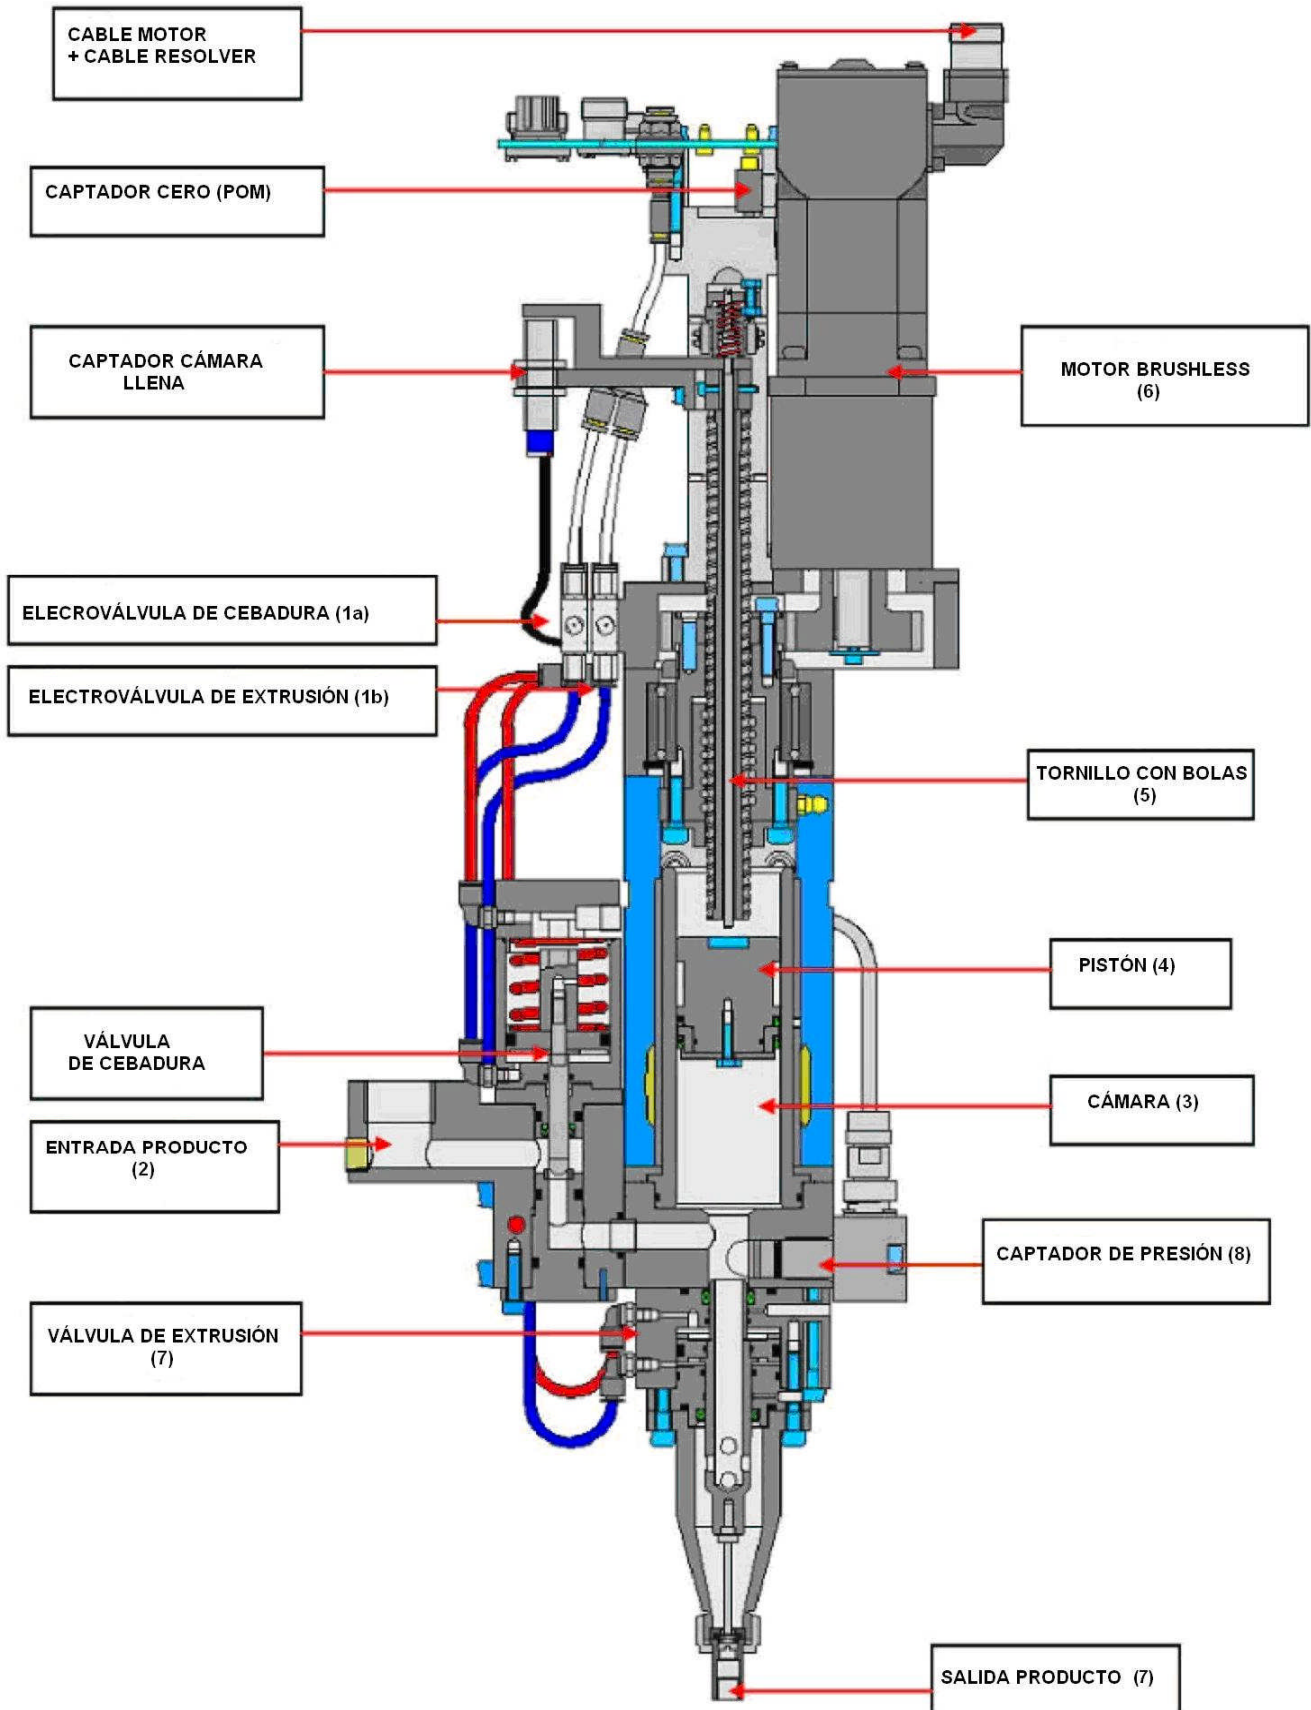 CABLE MOTOR
+ CABLE RESOLVER
CAPTADOR CERO (POM)
CAPTADOR CÁMARA
LLENA
MOTOR BRUSHLESS
(6)
ELECROVÁLVULA DE CEBADURA (1a)
ELECTROVÁLVULA DE EXTRUSIÓN (1b)
TORNILLO CON BOLAS
(5)
PISTÓN (4)
VÁLVULA
DE CEBADURA
CÁMARA (3)
ENTRADA PRODUCTO
(2)
CAPTADOR DE PRESIÓN (8)
VÁLVULA DE EXTRUSIÓN
(7)
SALIDA PRODUCTO (7)